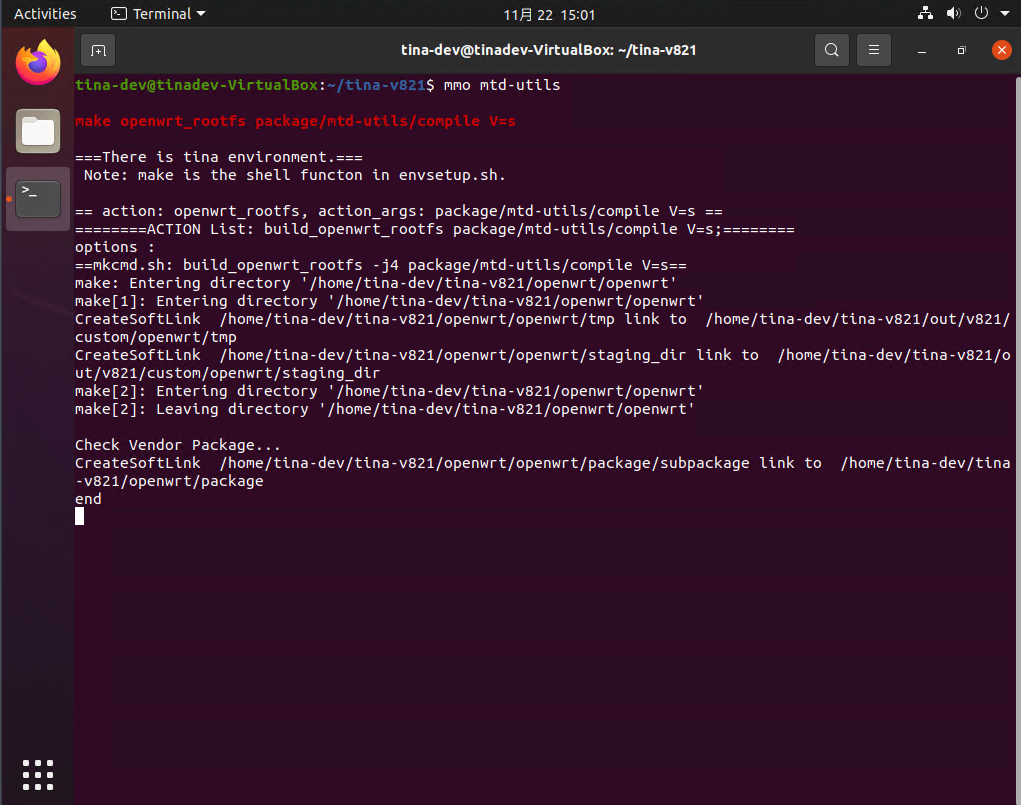 Activities
Terminal
11月 22 15:01
tina-dev@tinadev-VirtualBox: ~/tina-v821
tina-dev@tinadev-VirtualBox:~/tina-v821$ mmo mtd-utils
make openwrt_rootfs package/mtd-utils/compile V=s
===There is tina environment.===
Note: make is the shell functon in envsetup.sh.
== action: openwrt_rootfs, action_args: package/mtd-utils/compile V=s ==
========ACTION List: build_openwrt_rootfs package/mtd-utils/compile V=s;========
options :
==mkcmd.sh: build_openwrt_rootfs -j4 package/mtd-utils/compile V=s==
make: Entering directory '/home/tina-dev/tina-v821/openwrt/openwrt'
make[1]: Entering directory '/home/tina-dev/tina-v821/openwrt/openwrt'
CreateSoftLink  /home/tina-dev/tina-v821/openwrt/openwrt/tmp link to  /home/tina-dev/tina-v821/out/v821/
custom/openwrt/tmp
CreateSoftLink  /home/tina-dev/tina-v821/openwrt/openwrt/staging_dir link to  /home/tina-dev/tina-v821/o
ut/v821/custom/openwrt/staging_dir
make[2]: Entering directory '/home/tina-dev/tina-v821/openwrt/openwrt'
make[2]: Leaving directory '/home/tina-dev/tina-v821/openwrt/openwrt'
Check Vendor Package...
CreateSoftLink  /home/tina-dev/tina-v821/openwrt/openwrt/package/subpackage link to  /home/tina-dev/tina
-v821/openwrt/package
end